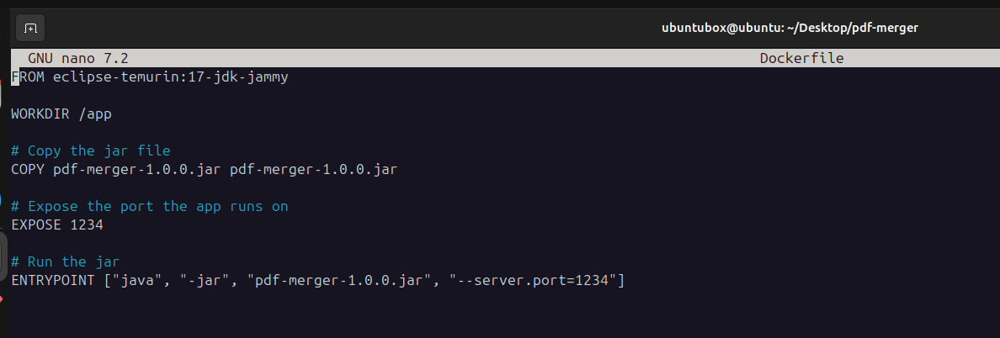 ubuntubox@ubuntu: ~/Desktop/pdf-merger
GNU nano 7.2 Dockerfile
FROM eclipse-temurin:17-jdk-jammy
WORKDIR /app
# Copy the jar file
COPY pdf-merger-1.0.0.jar pdf-merger-1.0.0.jar
# Expose the port the app runs on
EXPOSE 1234
# Run the jar
ENTRYPOINT ["java", "-jar", "pdf-merger-1.0.0.jar", "--server.port=1234"]